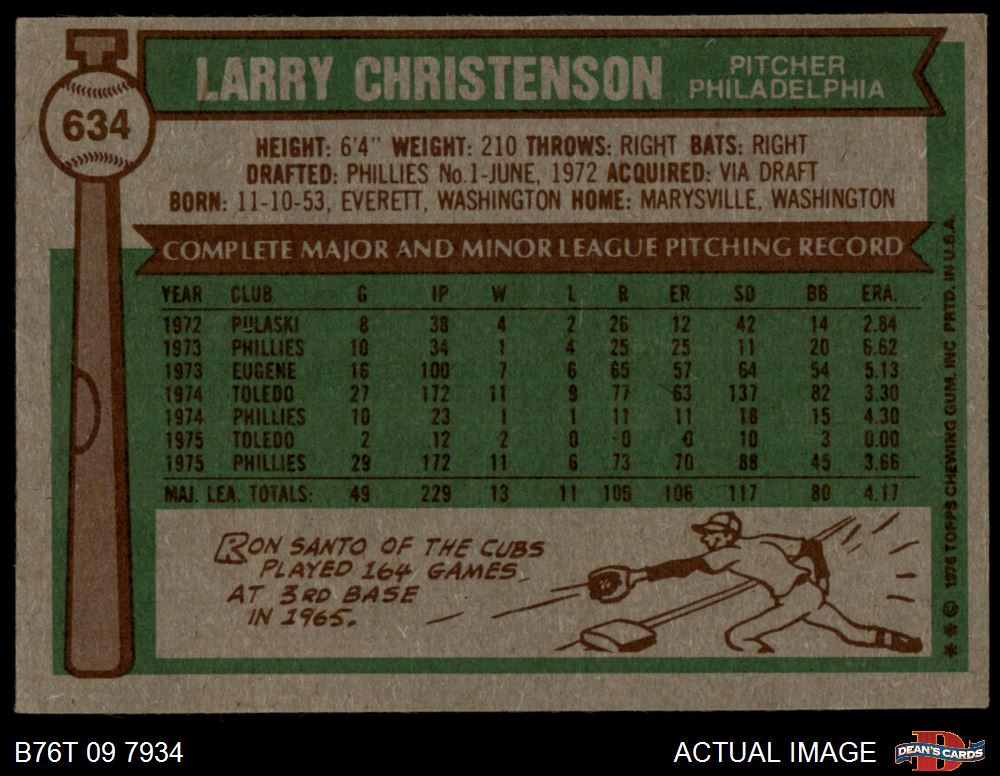 LARRY CHRISTENSON
PITCHER
PHILADELPHIA
634
HEIGHT: 6'4" WEIGHT: 210 THROWS: RIGHT BATS: RIGHT
DRAFTED: PHILLIES No.1-JUNE, 1972 ACQUIRED: VIA DRAFT
BORN: 11-10-53, EVERETT, WASHINGTON HOME: MARYSVILLE, WASHINGTON
COMPLETE MAJOR AND MINOR LEAGUE PITCHING RECORD
YEAR CLUB G IP W L R ER SO BB ERA.
1972 PULASKI 8 38 4 2 26 12 42 14 2.84
1973 PHILLIES 10 34 1 4 25 25 11 20 6.62
1973 EUGENE 16 100 7 6 65 57 64 54 5.13
1974 TOLEDO 27 172 11 9 77 63 137 82 3.30
1974 PHILLIES 10 23 1 1 11 11 18 15 4.30
1975 TOLEDO 2 12 2 0 0 0 10 3 0.00
1975 PHILLIES 29 172 11 6 73 70 88 45 3.66
MAJ. LEA. TOTALS: 49 229 13 11 109 106 117 80 4.17
RON SANTO OF THE CUBS
PLAYED 164 GAMES
AT 3RD BASE
IN 1965.
* * © 1976 TOPPS CHEWING GUM, INC PRTD. IN U.S.A.
B76T 09 7934
ACTUAL IMAGE
DEAN'S CARDS